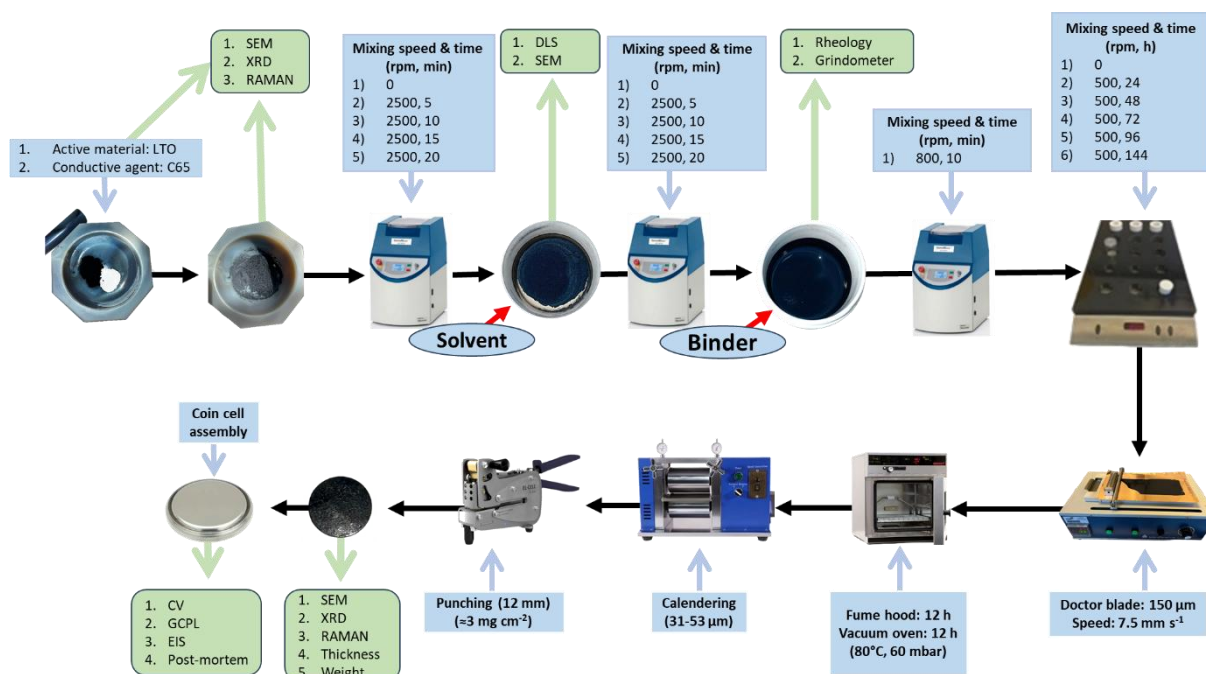 1. SEM
2. XRD
3. RAMAN
Mixing speed & time
(rpm, min)
1) 0
2) 2500, 5
3) 2500, 10
4) 2500, 15
5) 2500, 20
1. DLS
2. SEM
Mixing speed & time
(rpm, min)
1) 0
2) 2500, 5
3) 2500, 10
4) 2500, 15
5) 2500, 20
1. Rheology
2. Grindometer
Mixing speed & time
(rpm, min)
1) 800, 10
Mixing speed & time
(rpm, h)
1) 0
2) 500, 24
3) 500, 48
4) 500, 72
5) 500, 96
6) 500, 144
1. Active material: LTO
2. Conductive agent: C65
Solvent
Binder
Coin cell
assembly
1. CV
2. GCPL
3. EIS
4. Post-mortem
1. SEM
2. XRD
3. RAMAN
4. Thickness
5. Weight
Punching (12 mm)
(≈3 mg cm⁻²)
Calendering
(31-53 μm)
Fume hood: 12 h
Vacuum oven: 12 h
(80°C, 60 mbar)
Doctor blade: 150 μm
Speed: 7.5 mm s⁻¹